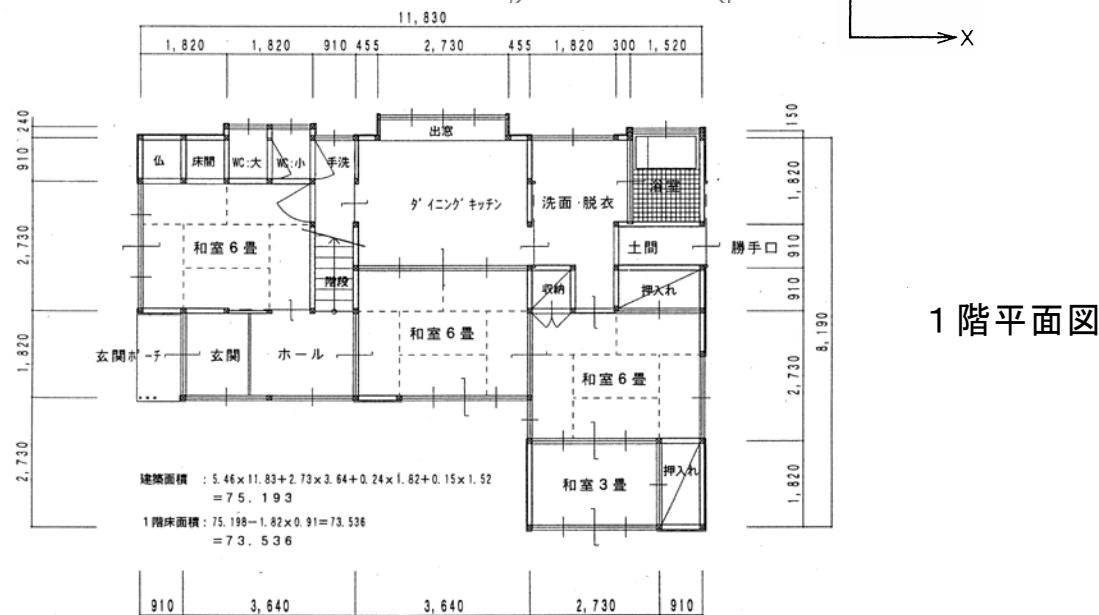 11,830
1,820 1,820 910 455 2,730 455 1,820 300 1,520
X
240
910
2,730
1,820
2,730
150
1,820
910
910
2,730
1,820
8,190
出窓
仏 床間 WC:大 WC:小 手洗
ダイニングキッチン
洗面・脱衣
浴室
和室6畳
土間
勝手口
階段
収納
押入れ
1階平面図
和室6畳
玄関ポーチ
玄関
ホール
和室6畳
押入れ
和室3畳
建築面積 : 5.46×11.83+2.73×3.64+0.24×1.82+0.15×1.52
=75.193
1階床面積 : 75.198−1.82×0.91=73.536
=73.536
910 3,640 3,640 2,730 910